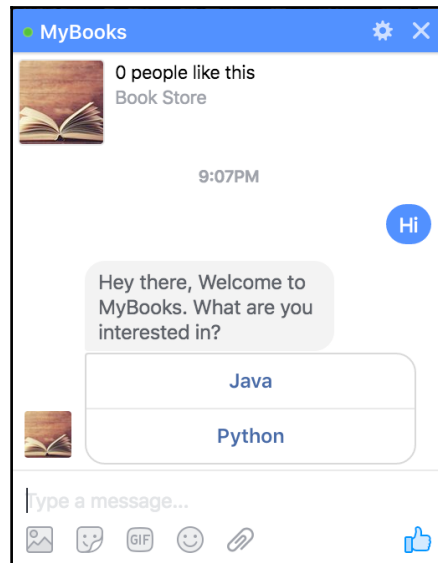 MyBooks
0 people like this
Book Store
9:07PM
Hi
Hey there, Welcome to
MyBooks. What are you
interested in?
Java
Python
Type a message...
GIF